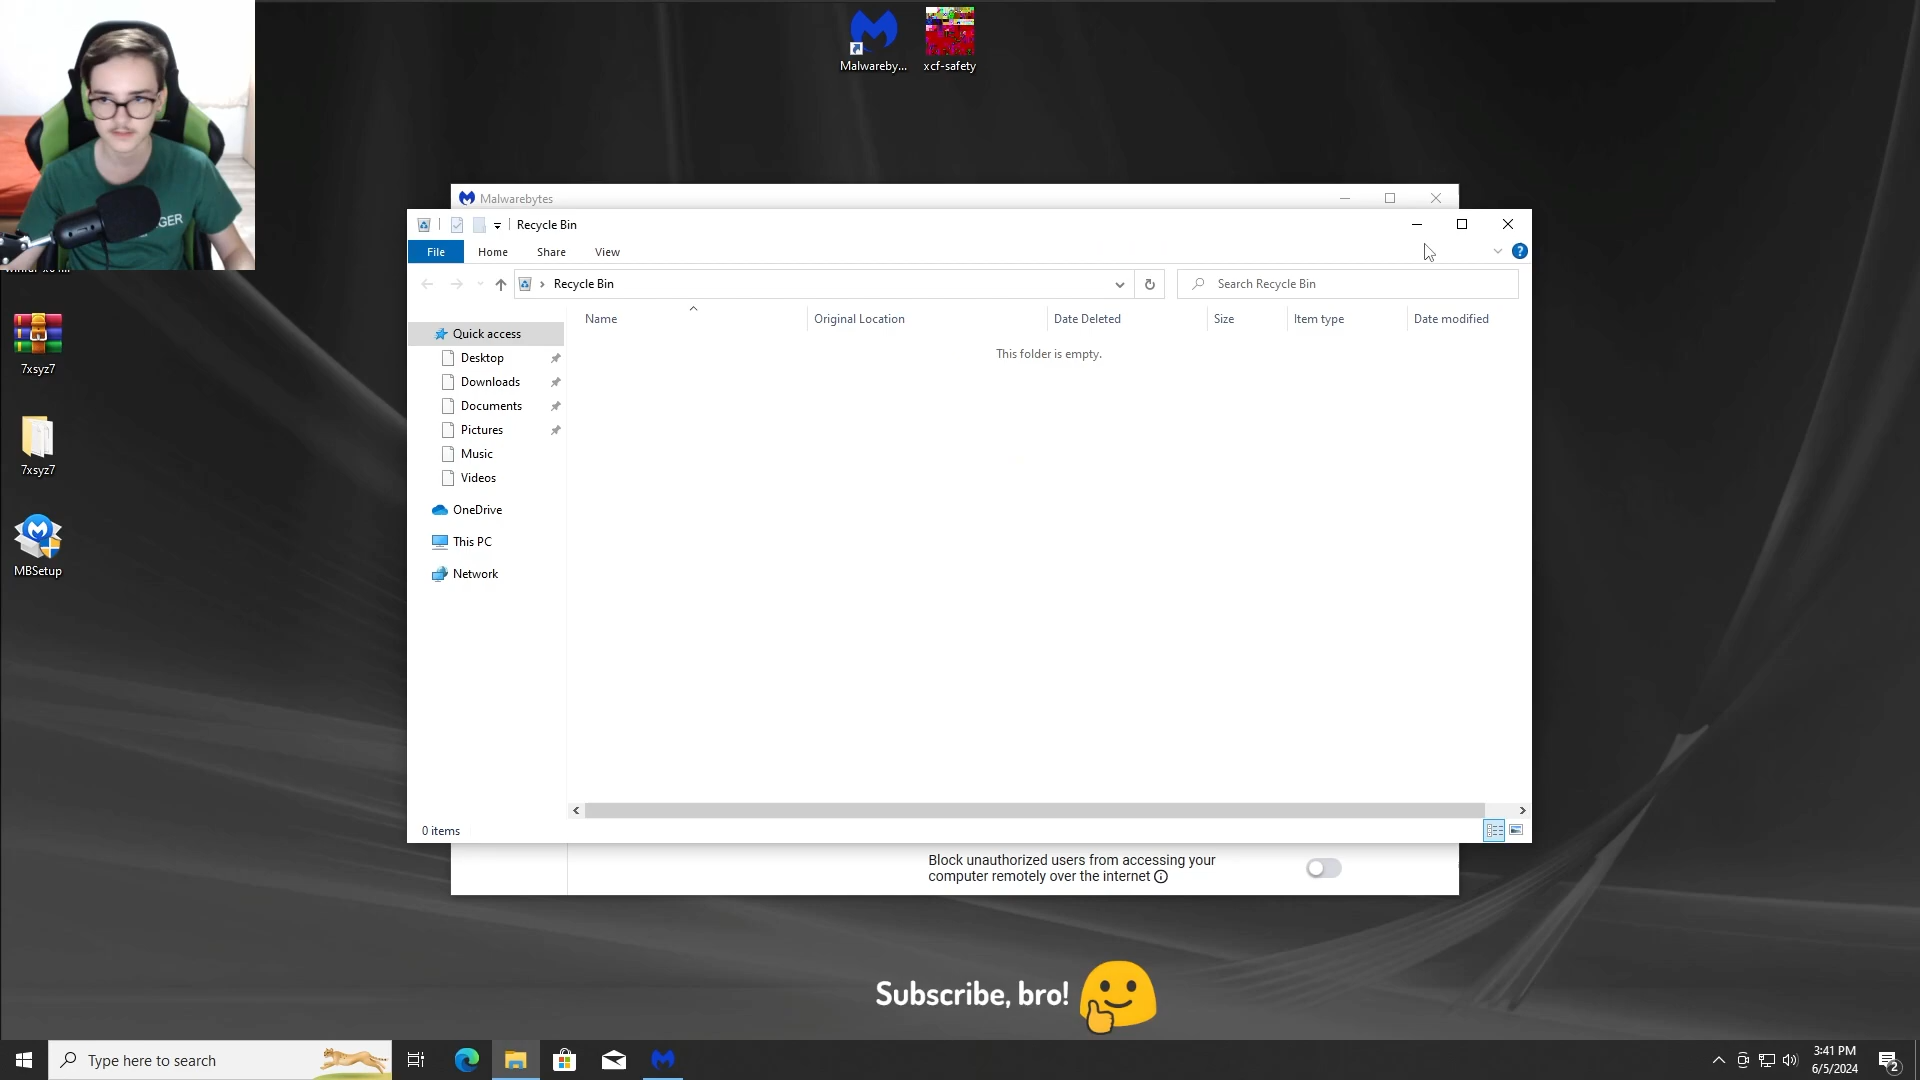 Malwareby...
xcf-safety
GER
7xsyz7
7xsyz7
MBSetup
Malwarebytes
Recycle Bin
File Home Share View
Recycle Bin
Search Recycle Bin
Name Original Location Date Deleted Size Item type Date modified
This folder is empty.
Quick access
Desktop
Downloads
Documents
Pictures
Music
Videos
OneDrive
This PC
Network
0 items
Block unauthorized users from accessing your
computer remotely over the internet
Subscribe, bro!
Type here to search
3:41 PM
6/5/2024
2